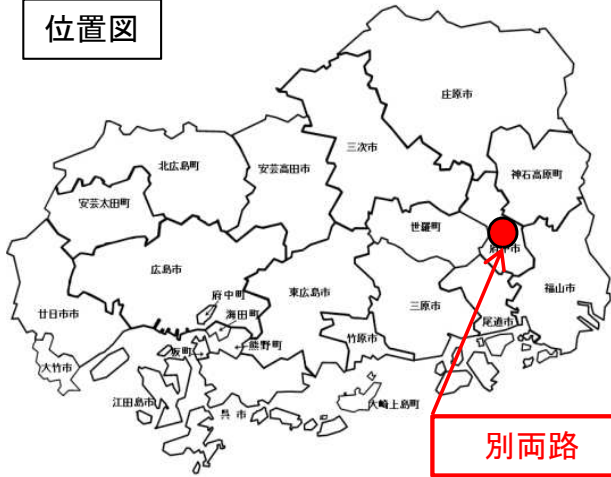 位置図
庄原市
三次市
北広島町
安芸高田市
神石高原町
安芸太田町
世羅町
府中市
広島市
東広島市
三原市
福山市
府中町
廿日市市
海田町
尾道市
竹原市
熊野町
坂町
大竹市
江田島市
呉市
大崎上島町
別両路